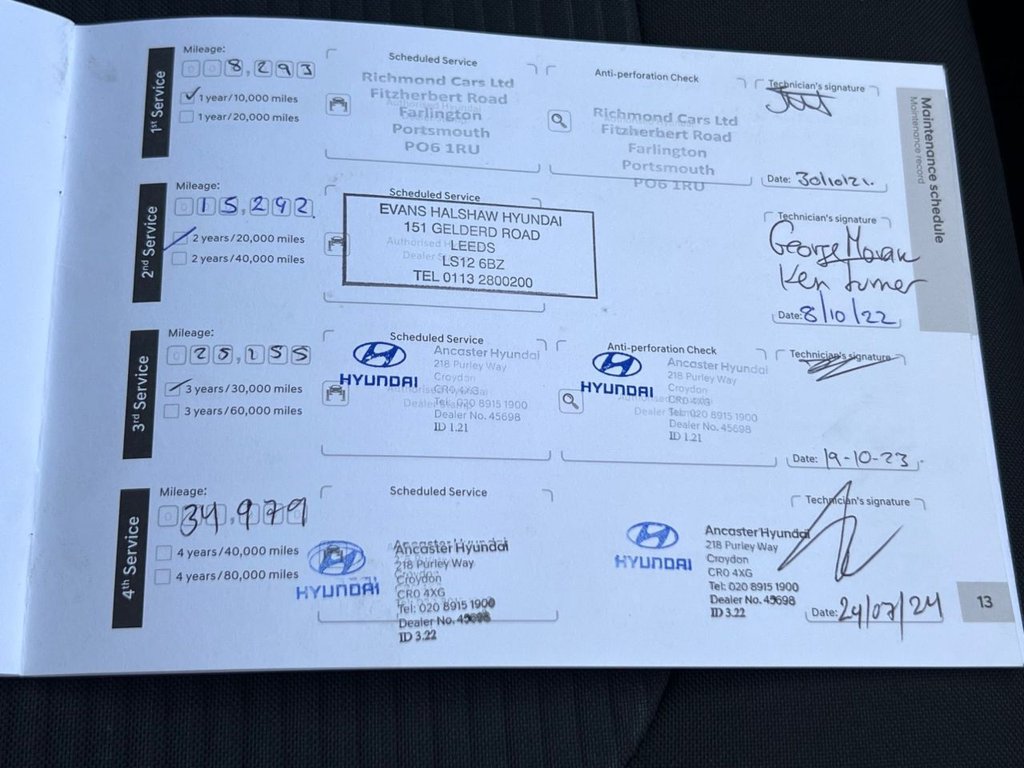 Maintenance schedule
Maintenance record
1st Service
Mileage:
008,293
✓ 1 year/10,000 miles
1 year/20,000 miles
Scheduled Service
Richmond Cars Ltd
Fitzherbert Road
Farlington
Portsmouth
PO6 1RU
Anti-perforation Check
Richmond Cars Ltd
Fitzherbert Road
Farlington
Portsmouth
PO6 1RU
Technician's signature
Date: 30/10/21.
2nd Service
Mileage:
015,292
2 years/20,000 miles
2 years/40,000 miles
Scheduled Service
EVANS HALSHAW HYUNDAI
151 GELDERD ROAD
LEEDS
LS12 6BZ
TEL 0113 2800200
Technician's signature
George Moran
Ken Turner
Date: 8/10/22
3rd Service
Mileage:
025,255
3 years/30,000 miles
3 years/60,000 miles
Scheduled Service
HYUNDAI
Ancaster Hyundai
218 Purley Way
Croydon
CR0 4XG
Tel: 020 8915 1900
Dealer No. 45698
ID 1.21
Anti-perforation Check
HYUNDAI
Ancaster Hyundai
218 Purley Way
Croydon
CR0 4XG
Tel: 020 8915 1900
Dealer No. 45698
ID 1.21
Technician's signature
Date: 19-10-23.
4th Service
Mileage:
34,979
4 years/40,000 miles
4 years/80,000 miles
Scheduled Service
HYUNDAI
Ancaster Hyundai
218 Purley Way
Croydon
CR0 4XG
Tel: 020 8915 1900
Dealer No. 45698
ID 3.22
HYUNDAI
Ancaster Hyundai
218 Purley Way
Croydon
CR0 4XG
Tel: 020 8915 1900
Dealer No. 45698
ID 3.22
Technician's signature
Date: 24/07/24
13